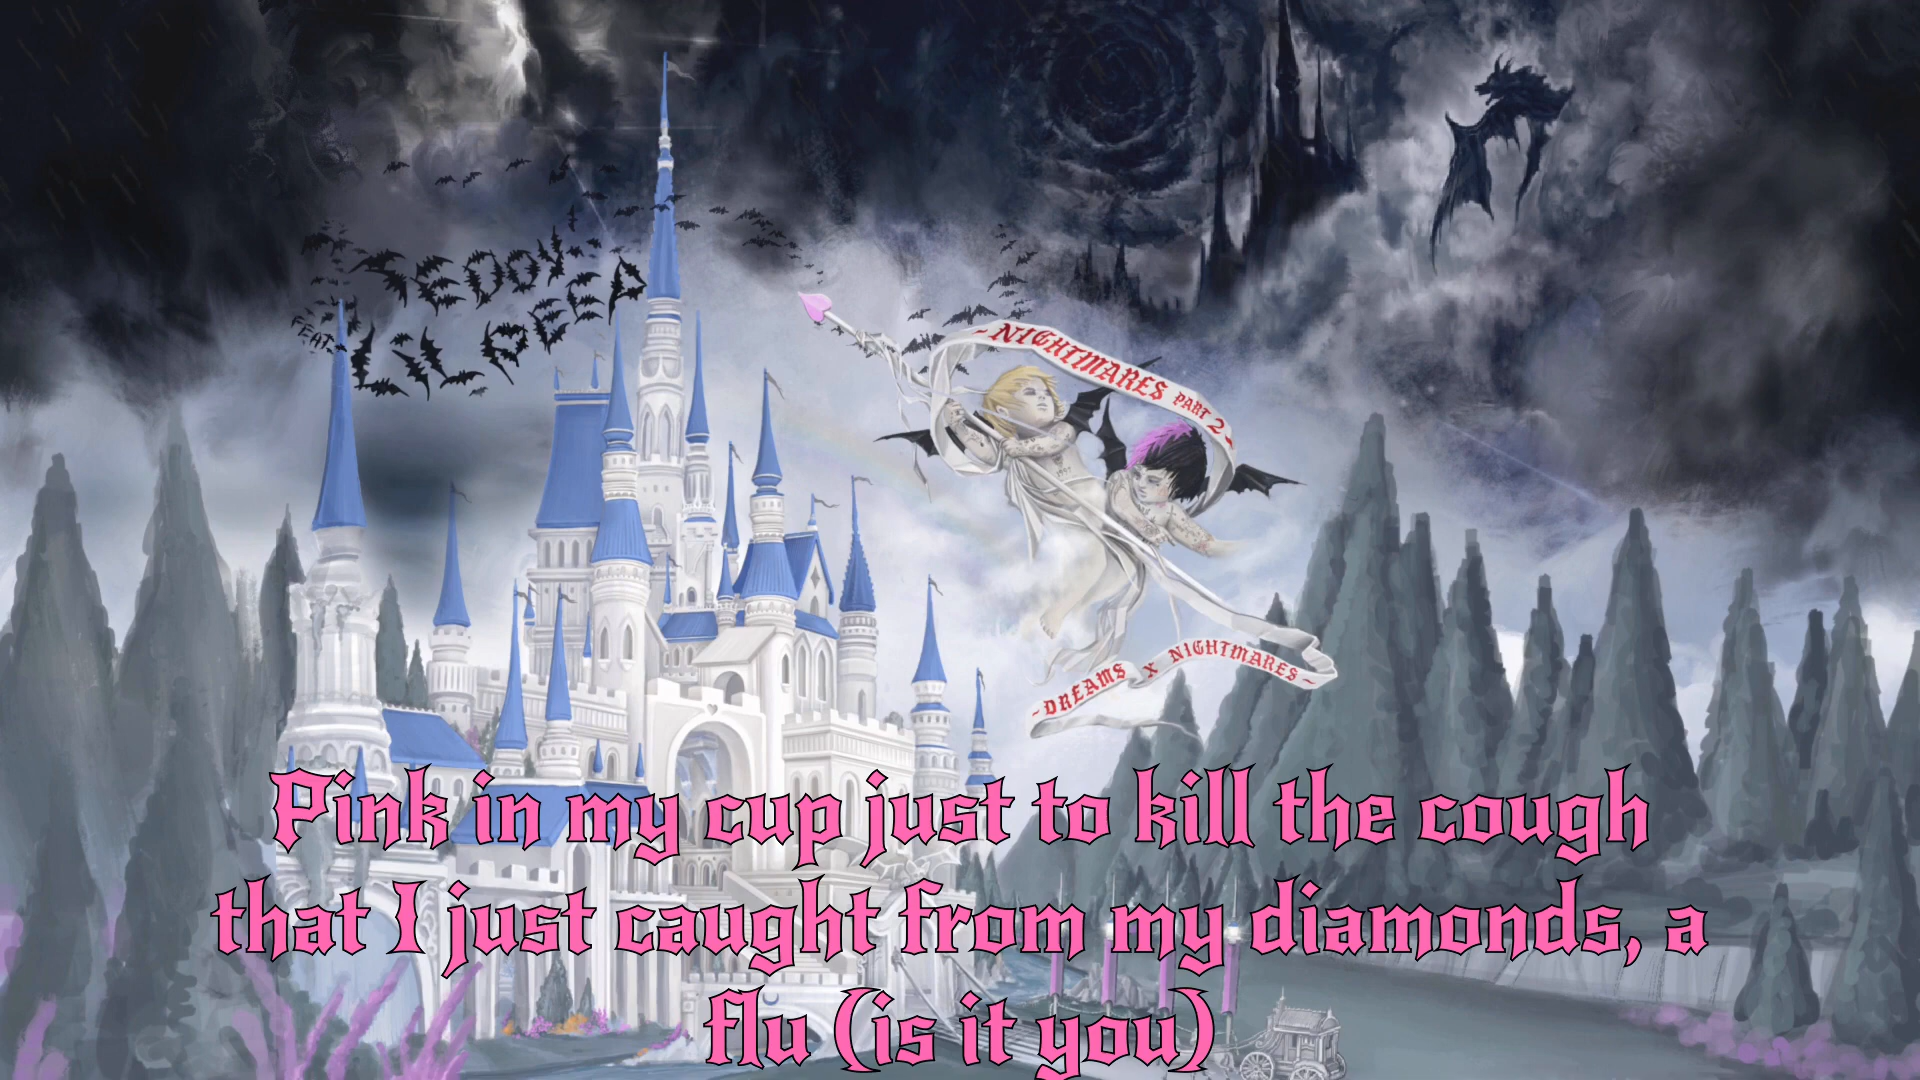 TEDDY
FEAT
LiL PEEP
~NIGHTMARES PART 2~
1997
~DREAMS X NIGHTMARES~
Pink in my cup just to kill the cough
that I just caught from my diamonds, a
flu (is it you)